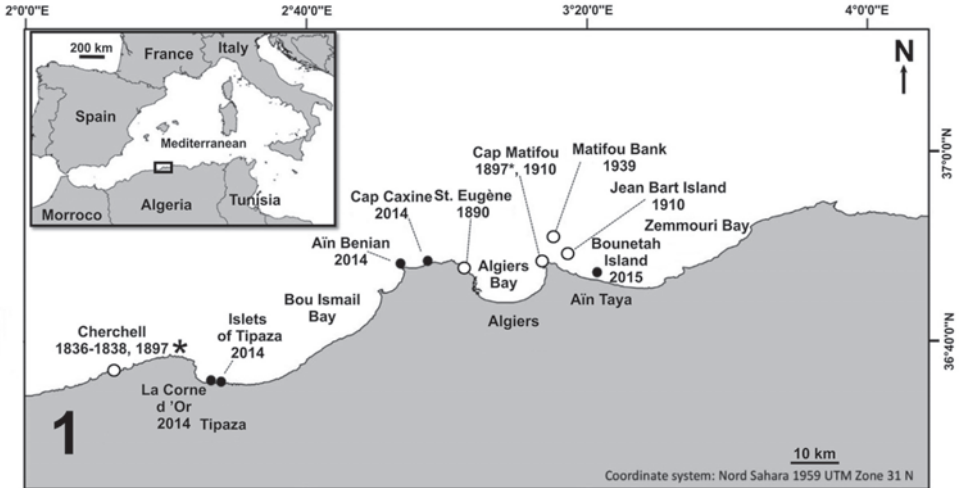 2°0'0"E
2°40'0"E
3°20'0"E
4°0'0"E
200 km
France
Italy
Spain
Mediterranean
Morroco
Algeria
Tunisia
N
37°0'0"N
36°40'0"N
Cap Matifou
1897*, 1910
Matifou Bank
1939
Jean Bart Island
1910
Zemmouri Bay
Cap Caxine
2014
St. Eugène
1890
Aïn Benian
2014
Algiers
Bay
Bounetah
Island
2015
Aïn Taya
Algiers
Bou Ismail
Bay
Islets
of Tipaza
2014
Cherchell
1836-1838, 1897 *
La Corne
d 'Or
2014
Tipaza
1
10 km
Coordinate system: Nord Sahara 1959 UTM Zone 31 N